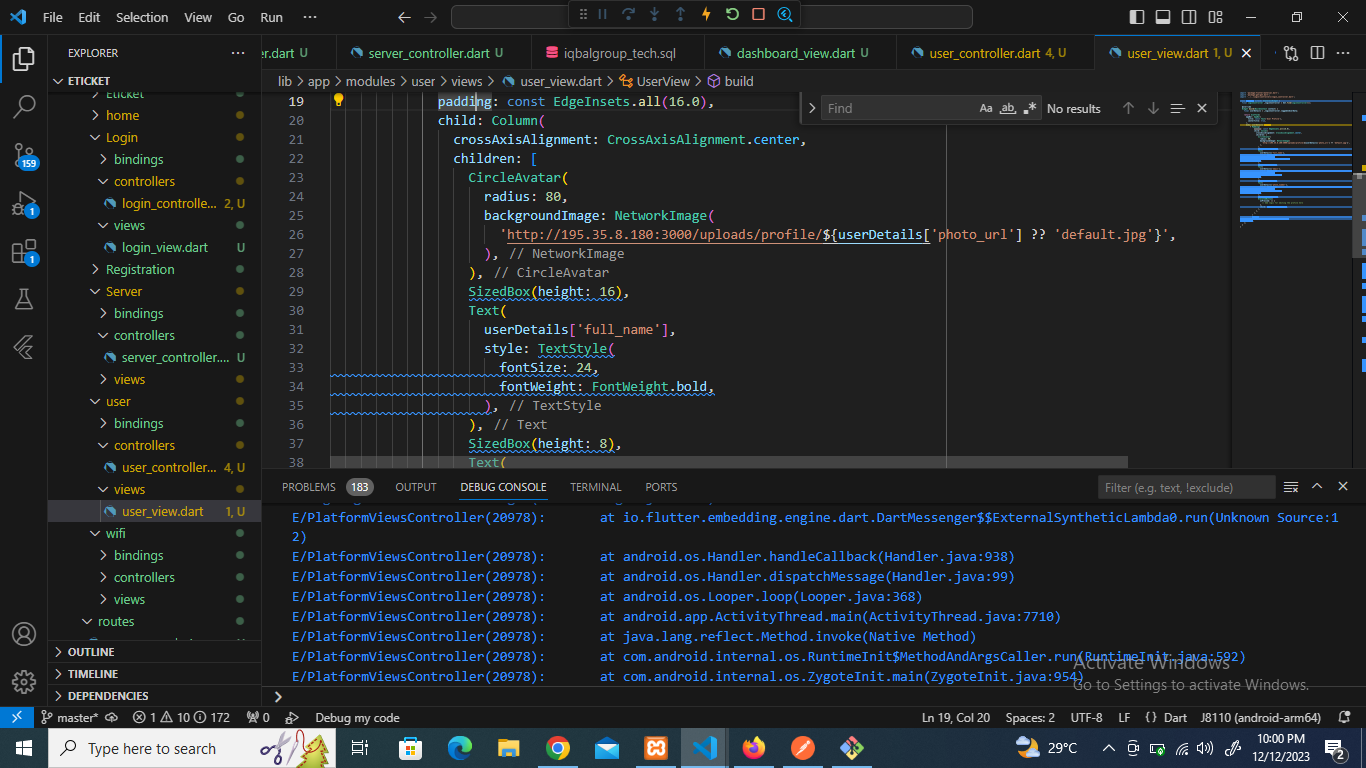 File Edit Selection View Go Run ···
EXPLORER ···
er.dart U server_controller.dart U iqbalgroup_tech.sql dashboard_view.dart U user_controller.dart 4, U user_view.dart 1, U
ETICKET
lib > app > modules > user > views > user_view.dart > UserView > build
Eticket
home
Login
bindings
controllers
login_controlle... 2, U
views
login_view.dart U
Registration
Server
bindings
controllers
server_controller.... U
views
user
bindings
controllers
user_controller... 4, U
views
user_view.dart 1, U
wifi
bindings
controllers
views
routes
OUTLINE
TIMELINE
DEPENDENCIES
159
1
1
Find Aa ab .* No results
19 padding: const EdgeInsets.all(16.0),
20 child: Column(
21 crossAxisAlignment: CrossAxisAlignment.center,
22 children: [
23 CircleAvatar(
24 radius: 80,
25 backgroundImage: NetworkImage(
26 'http://195.35.8.180:3000/uploads/profile/${userDetails['photo_url'] ?? 'default.jpg'}',
27 ), // NetworkImage
28 ), // CircleAvatar
29 SizedBox(height: 16),
30 Text(
31 userDetails['full_name'],
32 style: TextStyle(
33 fontSize: 24,
34 fontWeight: FontWeight.bold,
35 ), // TextStyle
36 ), // Text
37 SizedBox(height: 8),
38 Text(
PROBLEMS 183 OUTPUT DEBUG CONSOLE TERMINAL PORTS Filter (e.g. text, !exclude)
E/PlatformViewsController(20978): at io.flutter.embedding.engine.dart.DartMessenger$$ExternalSyntheticLambda0.run(Unknown Source:1
2)
E/PlatformViewsController(20978): at android.os.Handler.handleCallback(Handler.java:938)
E/PlatformViewsController(20978): at android.os.Handler.dispatchMessage(Handler.java:99)
E/PlatformViewsController(20978): at android.os.Looper.loop(Looper.java:368)
E/PlatformViewsController(20978): at android.app.ActivityThread.main(ActivityThread.java:7710)
E/PlatformViewsController(20978): at java.lang.reflect.Method.invoke(Native Method)
E/PlatformViewsController(20978): at com.android.internal.os.RuntimeInit$MethodAndArgsCaller.run(RuntimeInit.java:592)
E/PlatformViewsController(20978): at com.android.internal.os.ZygoteInit.main(ZygoteInit.java:954)
Activate Windows
Go to Settings to activate Windows.
master* 1 10 172 0 Debug my code Ln 19, Col 20 Spaces: 2 UTF-8 LF {} Dart J8110 (android-arm64)
Type here to search 29°C 10:00 PM
12/12/2023
2